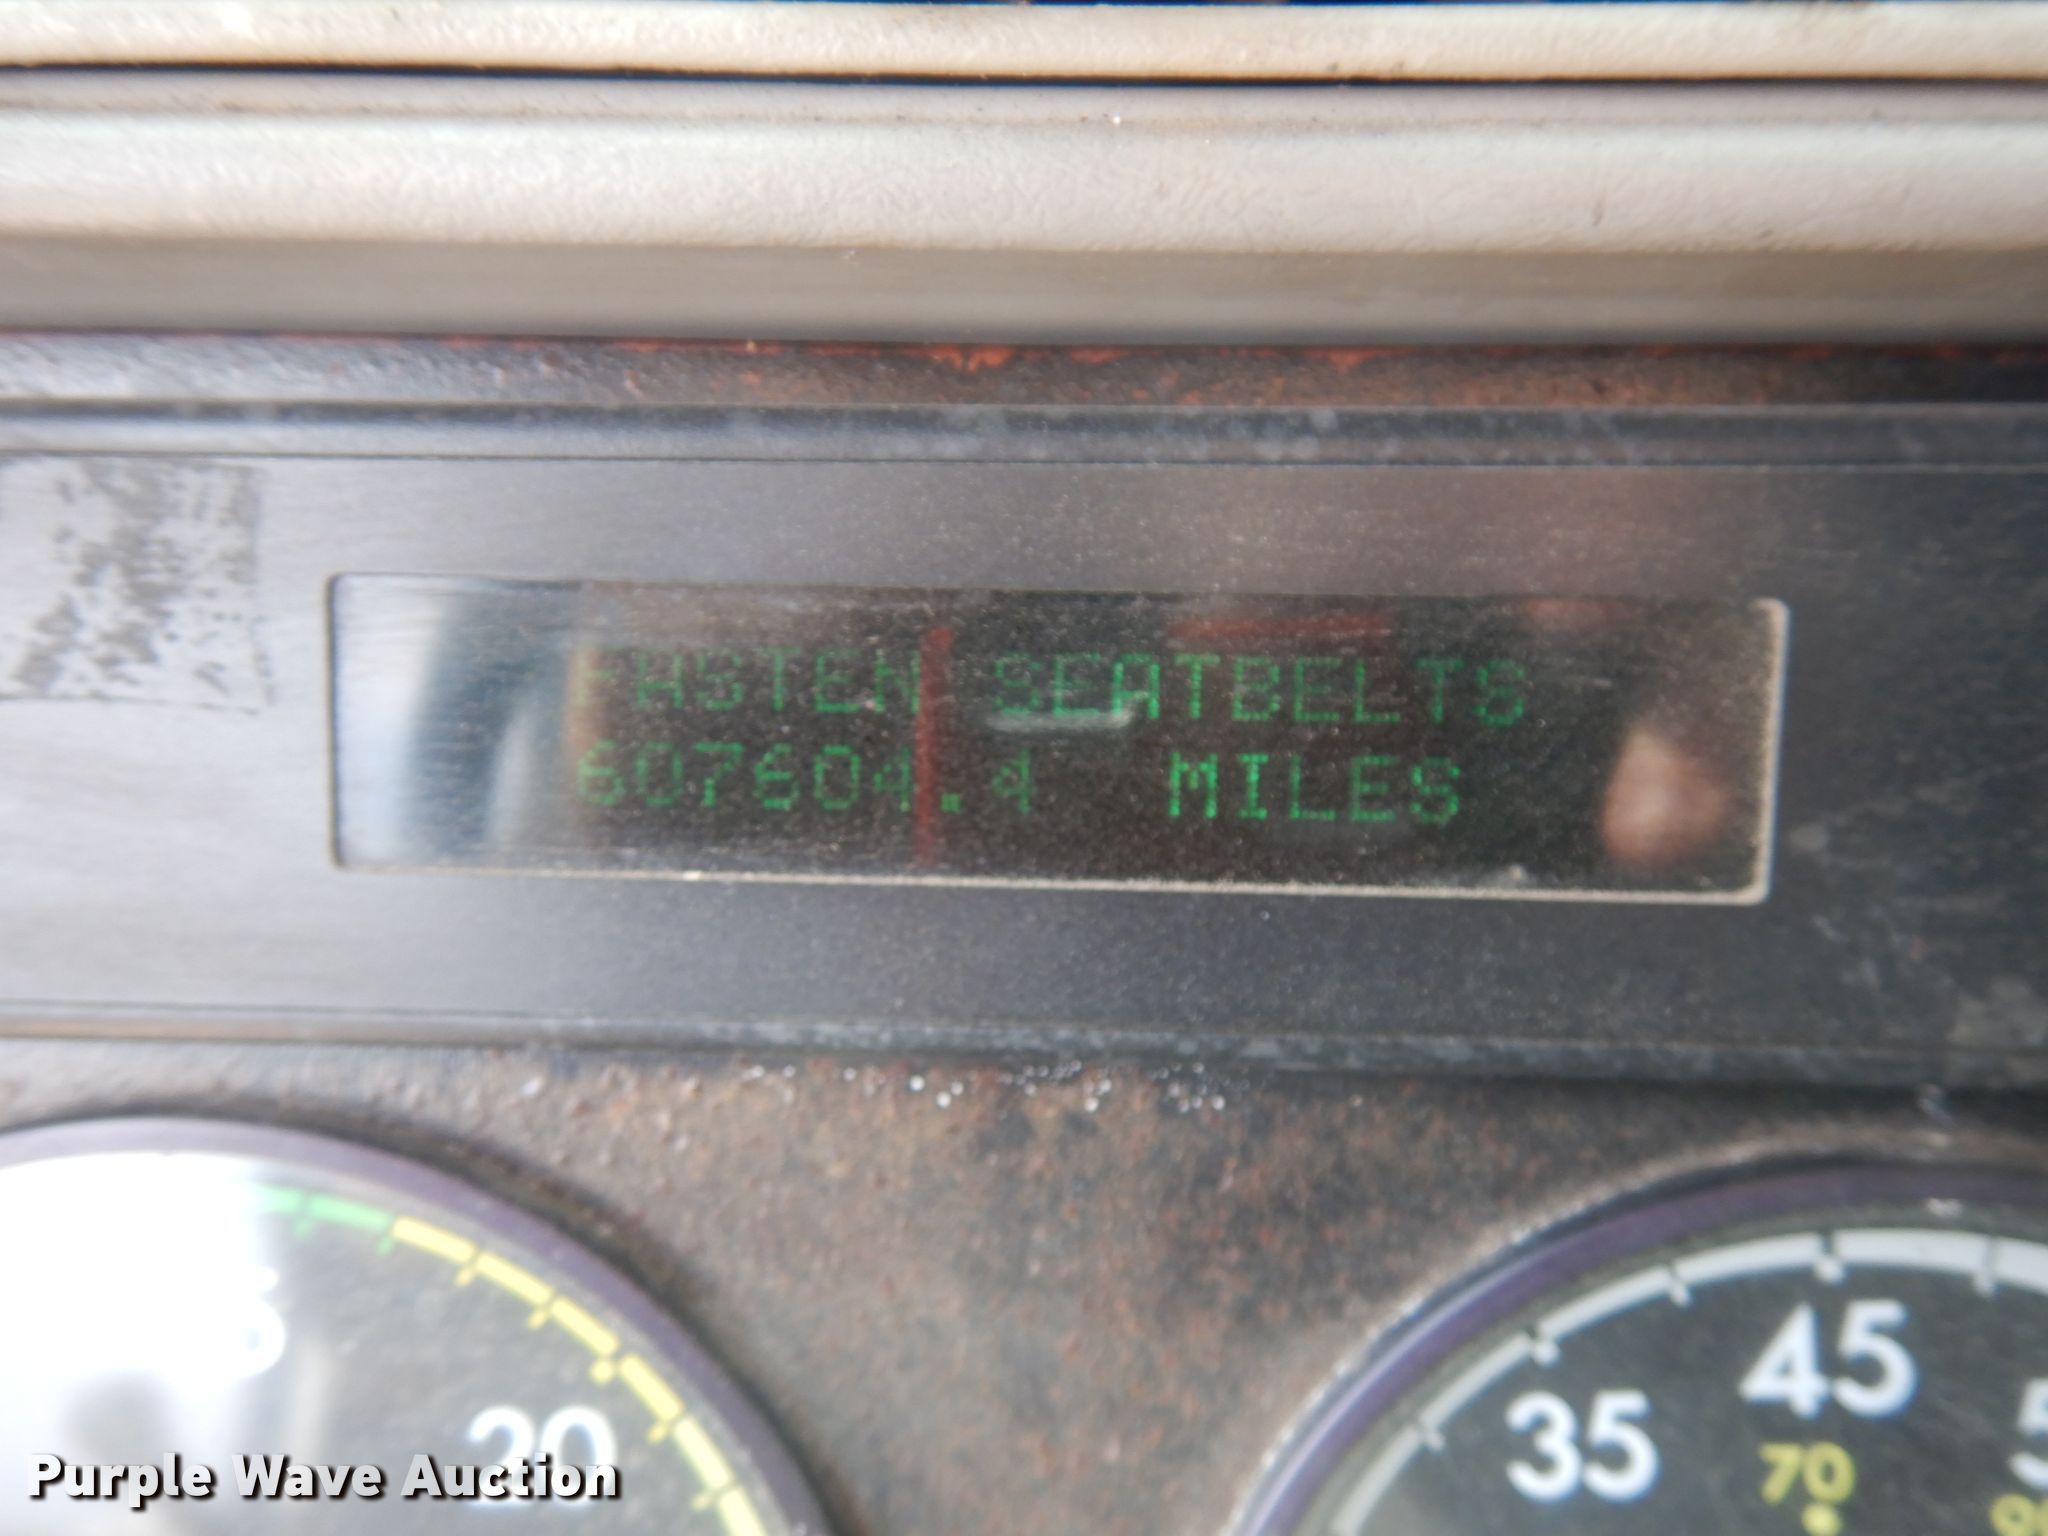 FASTEN SEATBELTS
607604.4 MILES
20
35
45
70
Purple Wave Auction